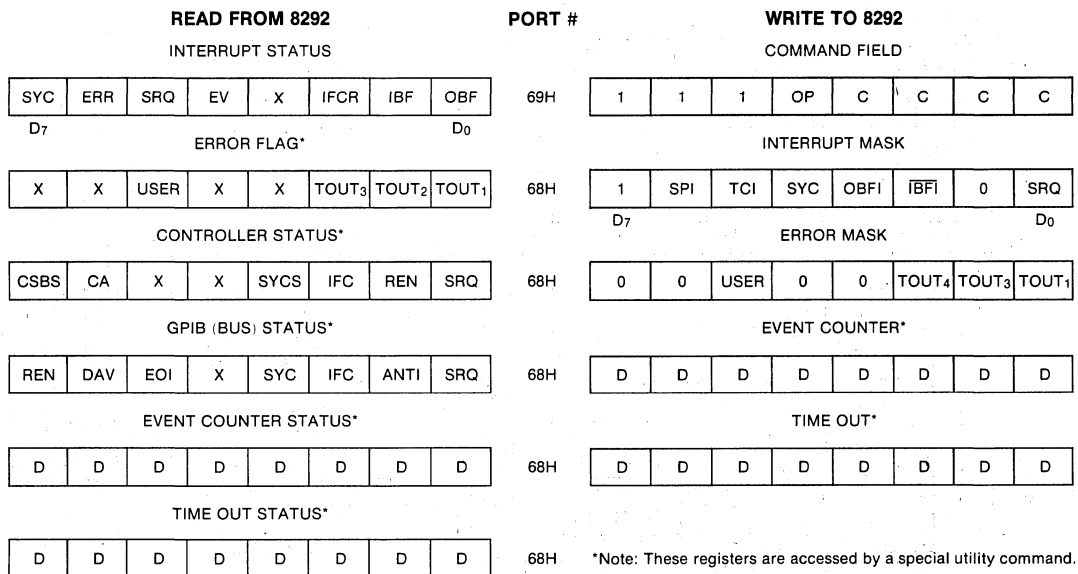 READ FROM 8292 PORT # WRITE TO 8292
INTERRUPT STATUS COMMAND FIELD
SYC ERR SRQ EV X IFCR IBF OBF 69H 1 1 1 OP C C C C
D7 D0
ERROR FLAG* INTERRUPT MASK
X X USER X X TOUT3 TOUT2 TOUT1 68H 1 SPI TCI SYC OBFI IBFI 0 SRQ
D7 D0
CONTROLLER STATUS* ERROR MASK
CSBS CA X X SYCS IFC REN SRQ 68H 0 0 USER 0 0 TOUT4 TOUT3 TOUT1
GPIB (BUS) STATUS* EVENT COUNTER*
REN DAV EOI X SYC IFC ANTI SRQ 68H D D D D D D D D
EVENT COUNTER STATUS* TIME OUT*
D D D D D D D D 68H D D D D D D D D
TIME OUT STATUS*
D D D D D D D D 68H *Note: These registers are accessed by a special utility command.